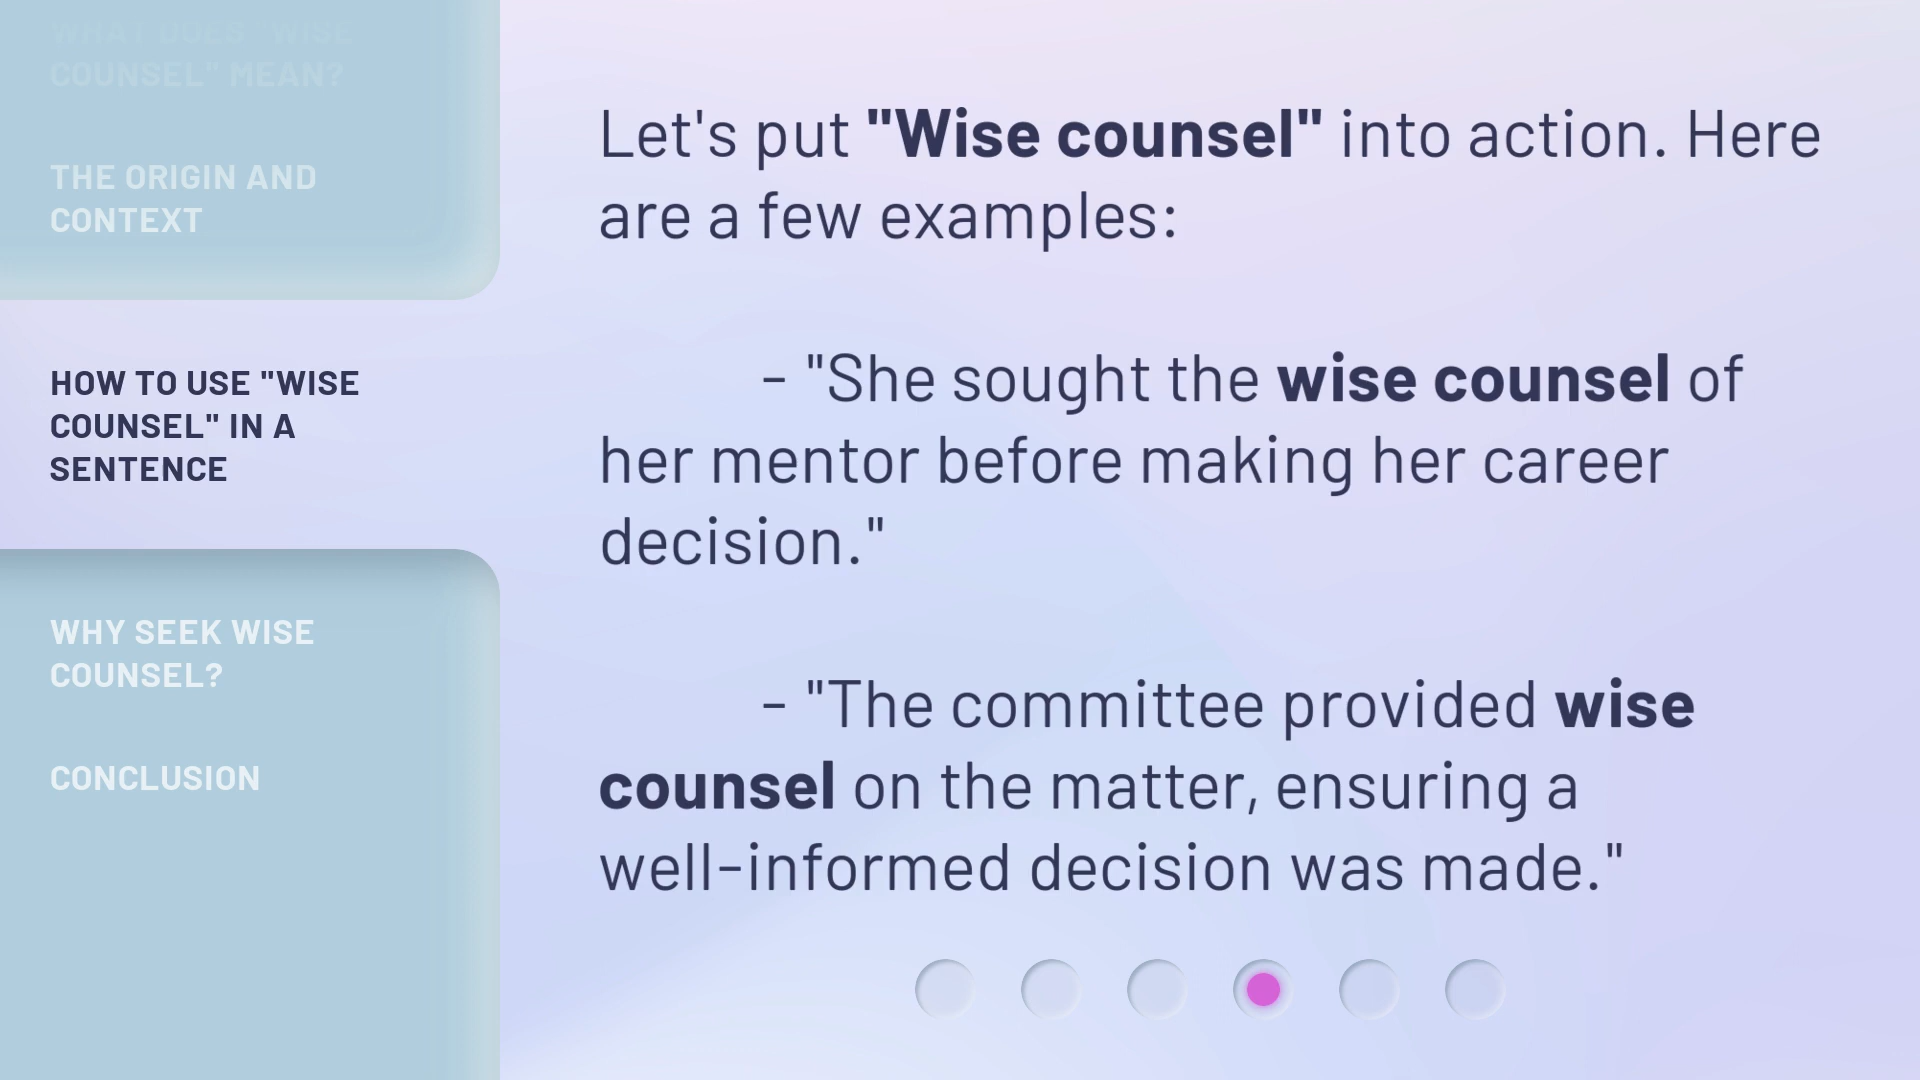 WHAT DOES "WISE
COUNSEL" MEAN?
THE ORIGIN AND
CONTEXT
HOW TO USE "WISE
COUNSEL" IN A
SENTENCE
WHY SEEK WISE
COUNSEL?
CONCLUSION
Let's put "Wise counsel" into action. Here
are a few examples:
- "She sought the wise counsel of
her mentor before making her career
decision."
- "The committee provided wise
counsel on the matter, ensuring a
well-informed decision was made."